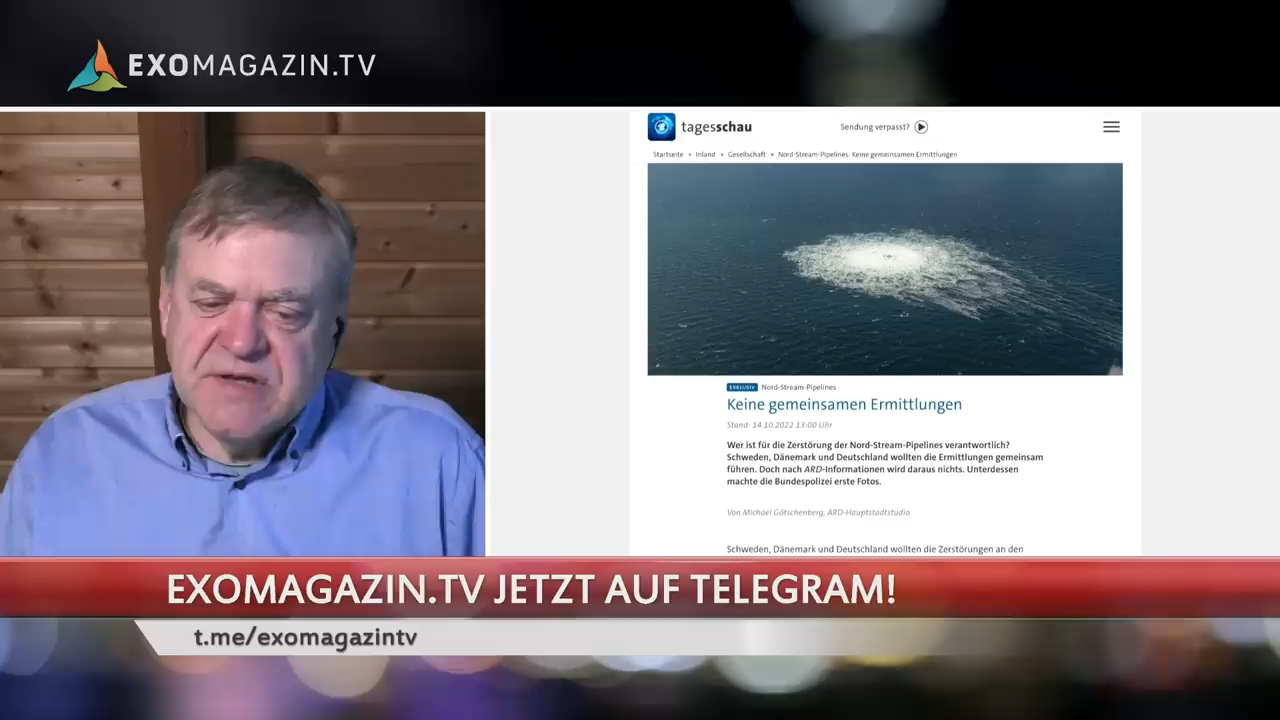 EXOMAGAZIN.TV
tagesschau
Sendung verpasst?
Startseite • Inland • Gesellschaft • Nord-Stream-Pipelines: Keine gemeinsamen Ermittlungen
EXKLUSIV Nord-Stream-Pipelines
Keine gemeinsamen Ermittlungen
Stand: 14.10.2022 13:00 Uhr
Wer ist für die Zerstörung der Nord-Stream-Pipelines verantwortlich?
Schweden, Dänemark und Deutschland wollten die Ermittlungen gemeinsam
führen. Doch nach ARD-Informationen wird daraus nichts. Unterdessen
machte die Bundespolizei erste Fotos.
Von Michael Götschenberg, ARD-Hauptstadtstudio
Schweden, Dänemark und Deutschland wollten die Zerstörungen an den
EXOMAGAZIN.TV JETZT AUF TELEGRAM!
t.me/exomagazintv